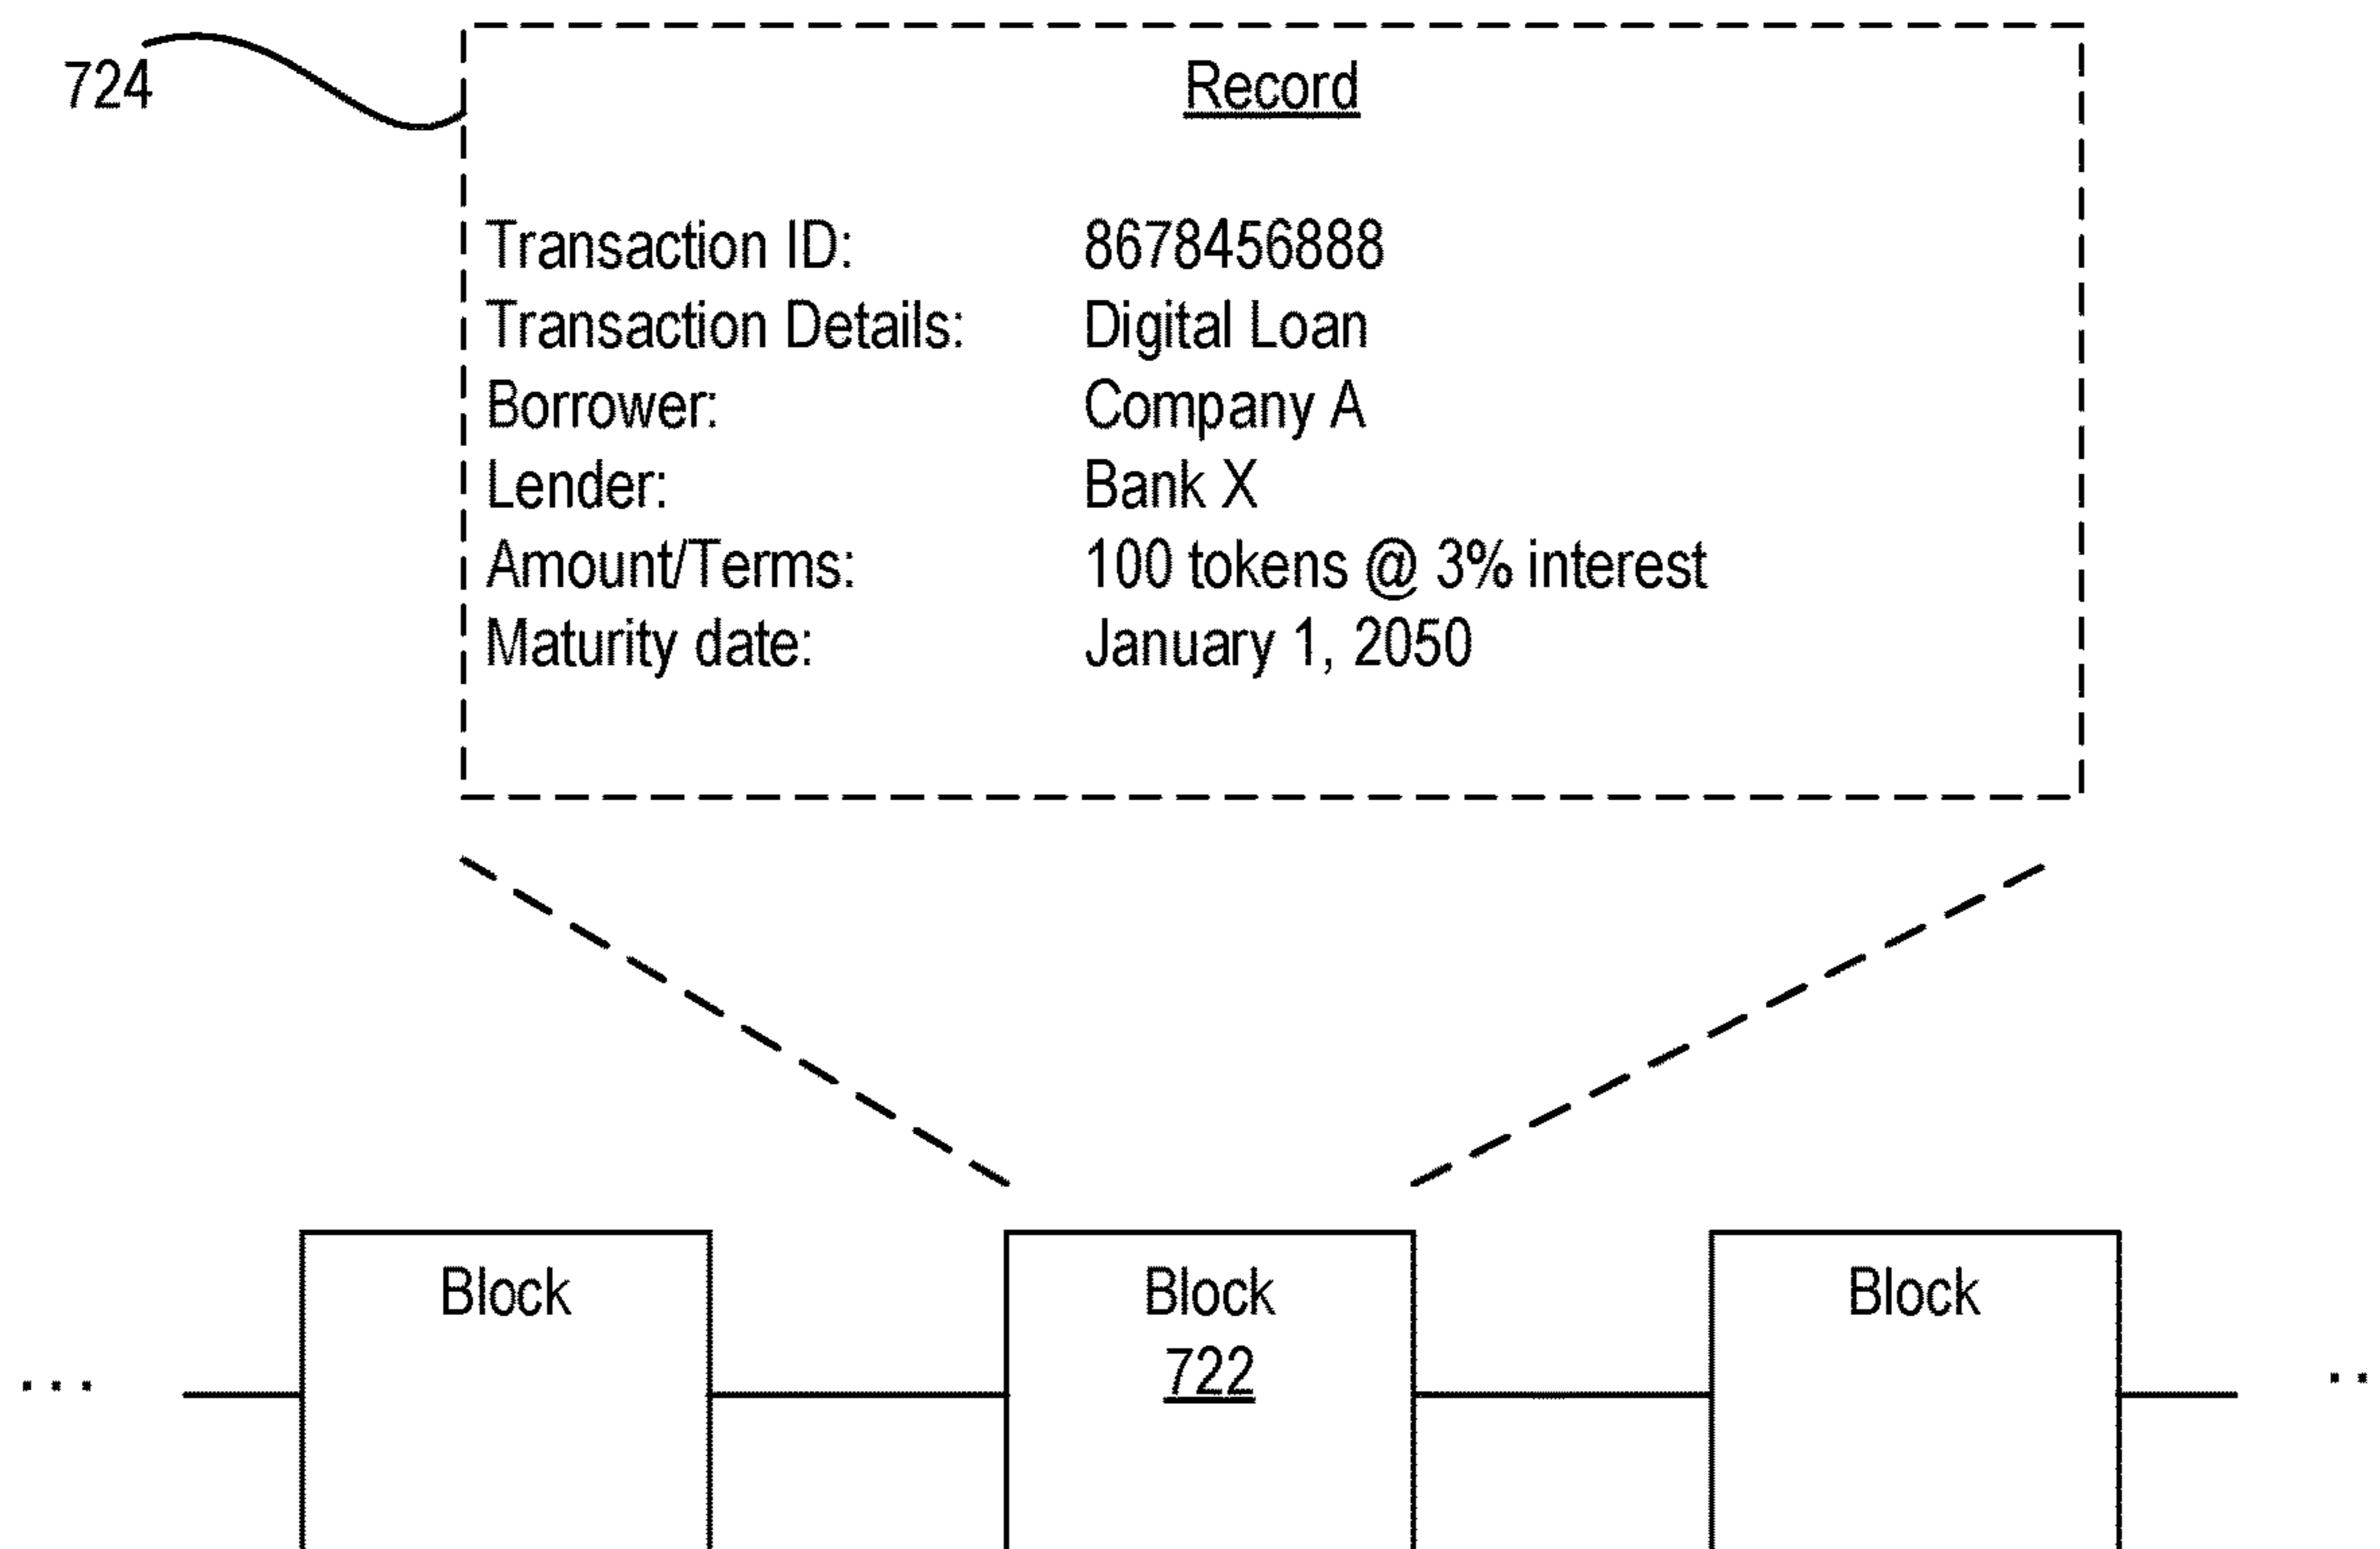 724
Record
Transaction ID: 8678456888
Transaction Details: Digital Loan
Borrower: Company A
Lender: Bank X
Amount/Terms: 100 tokens @ 3% interest
Maturity date: January 1, 2050
Block Block Block
... 722 ..